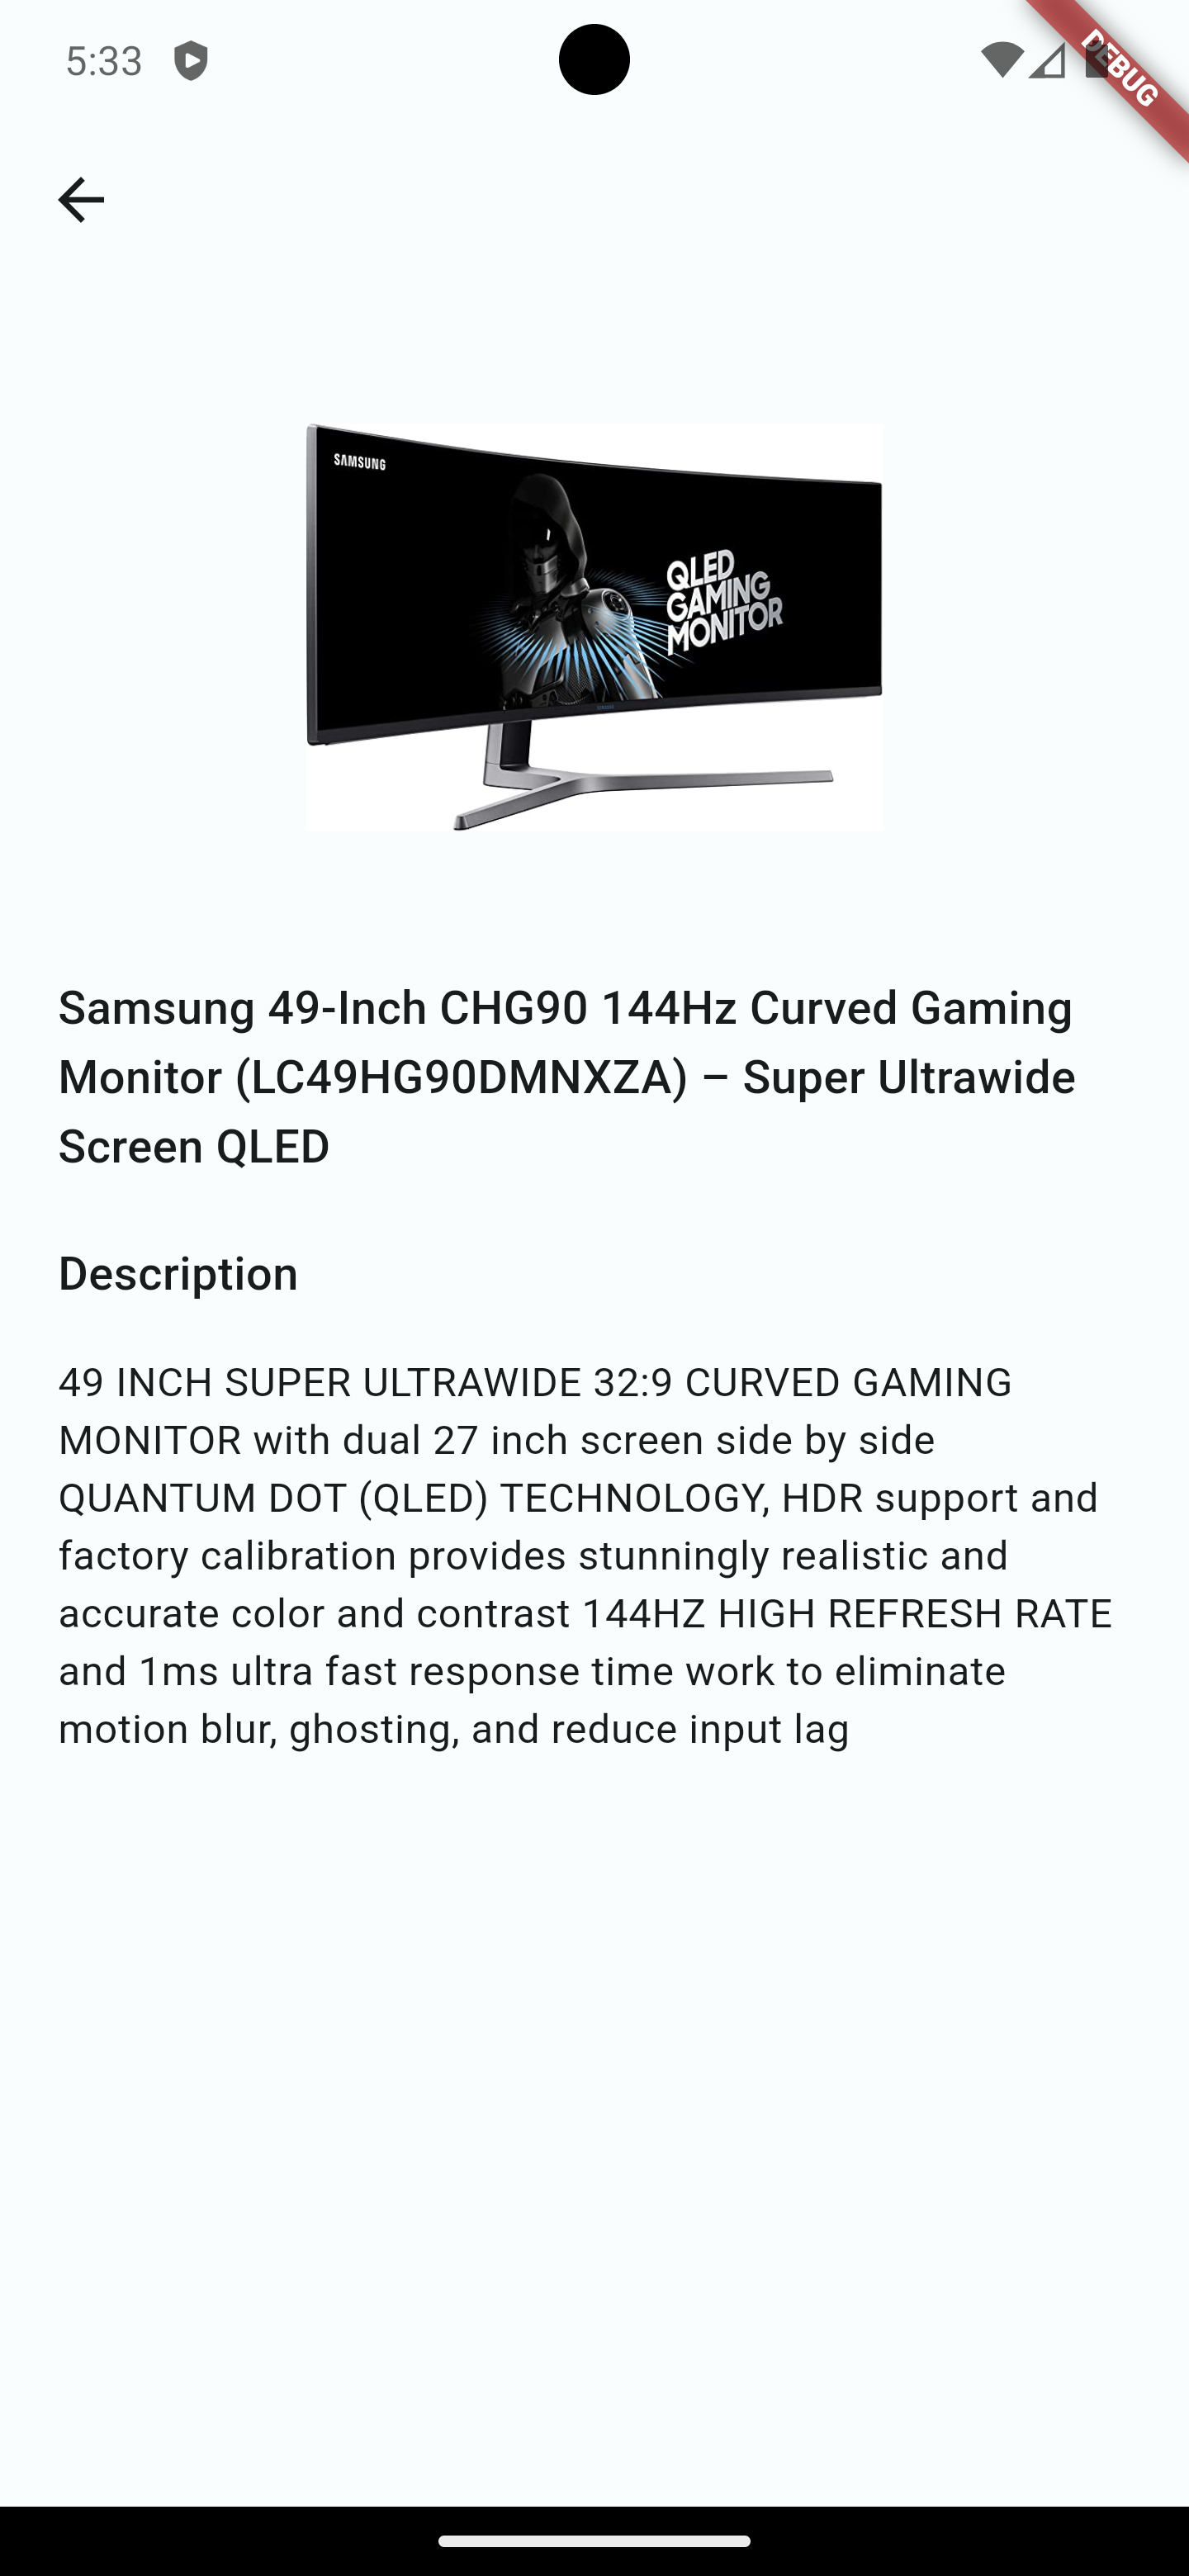 5:33
DEBUG
SAMSUNG
QLED
GAMING
MONITOR
Samsung 49-Inch CHG90 144Hz Curved Gaming
Monitor (LC49HG90DMNXZA) – Super Ultrawide
Screen QLED
Description
49 INCH SUPER ULTRAWIDE 32:9 CURVED GAMING
MONITOR with dual 27 inch screen side by side
QUANTUM DOT (QLED) TECHNOLOGY, HDR support and
factory calibration provides stunningly realistic and
accurate color and contrast 144HZ HIGH REFRESH RATE
and 1ms ultra fast response time work to eliminate
motion blur, ghosting, and reduce input lag